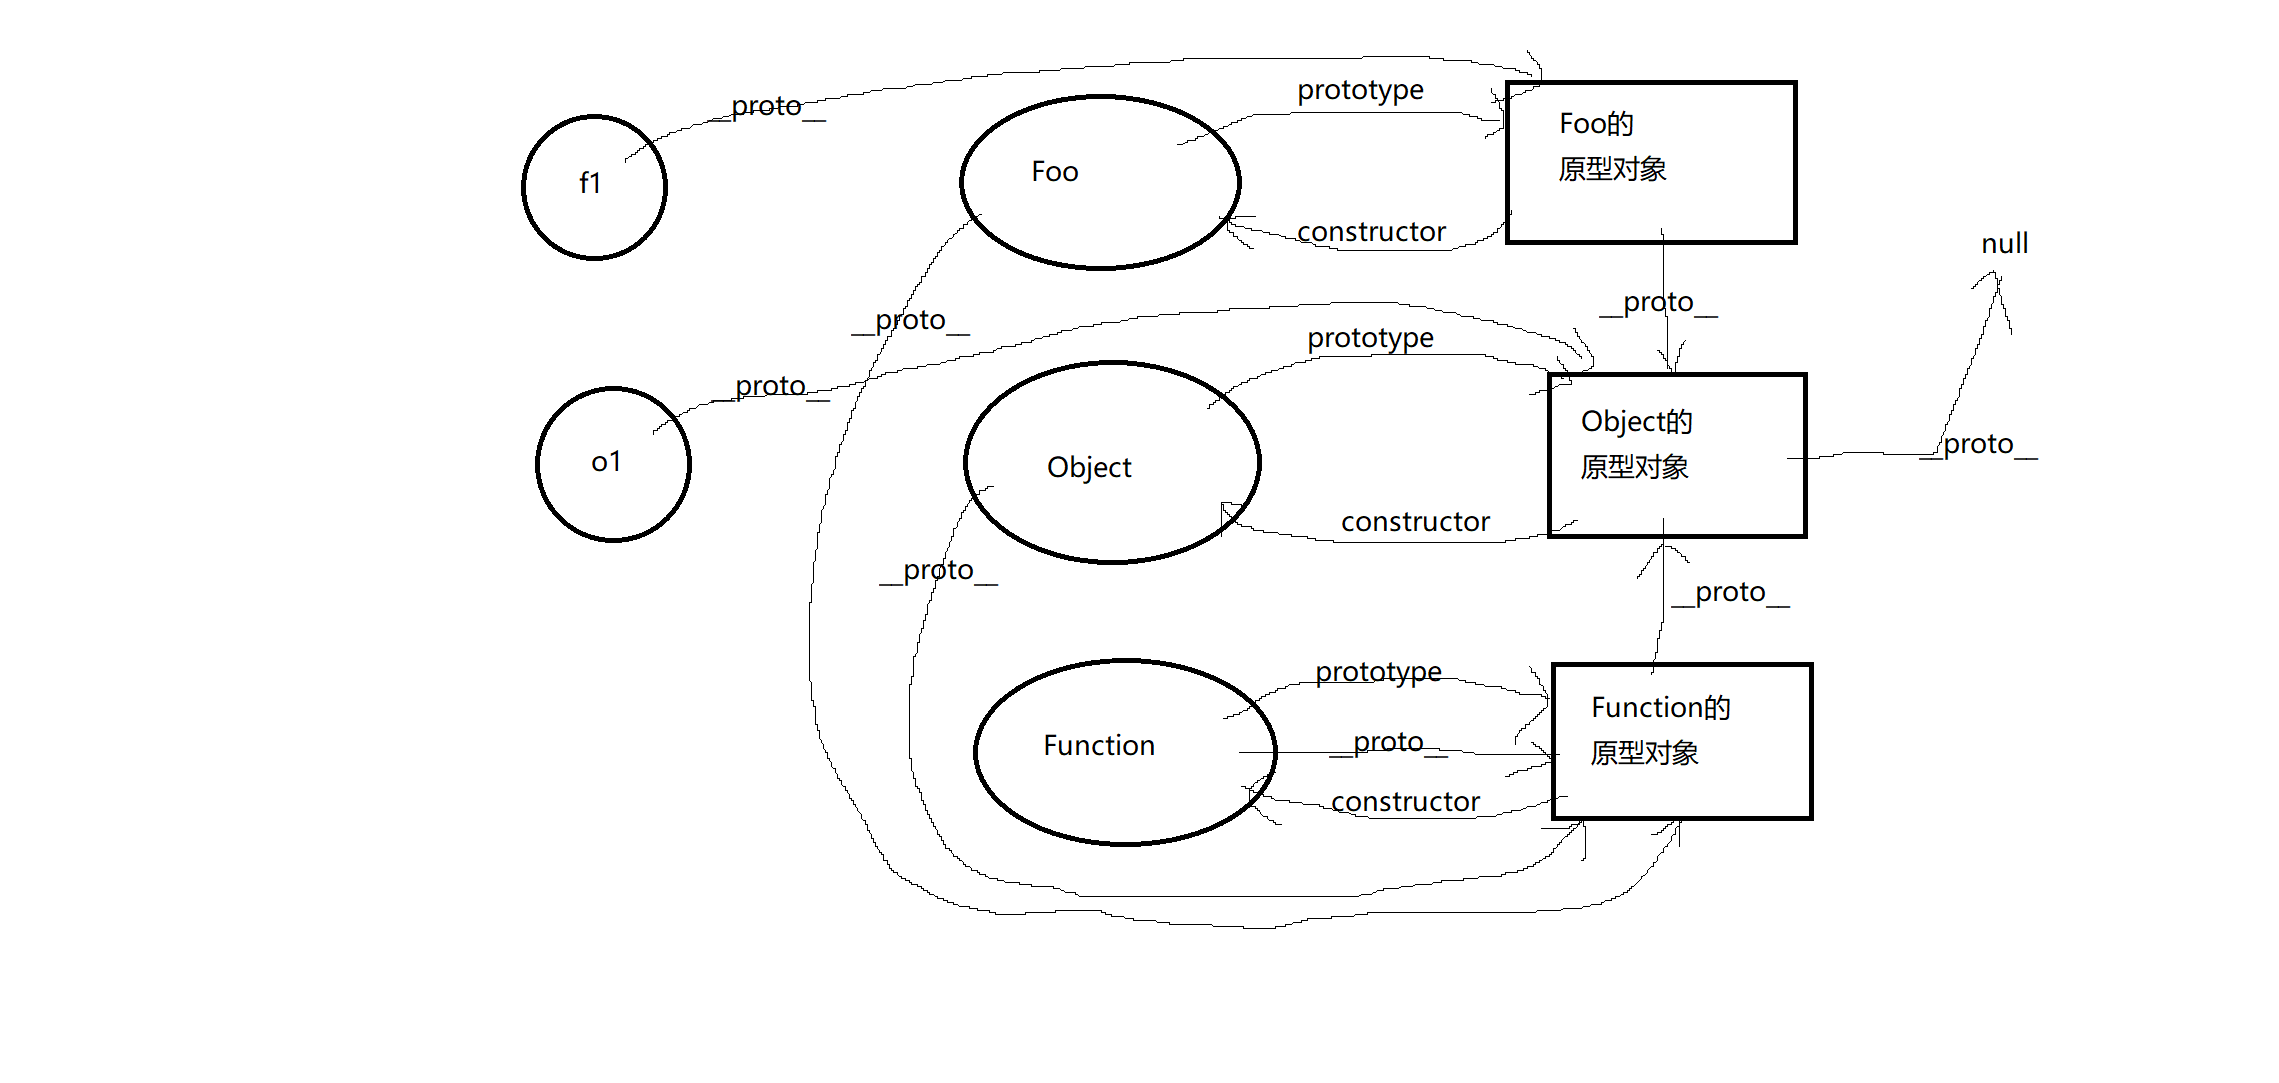 __proto__
prototype
f1
Foo
Foo的
原型对象
constructor
null
__proto__
__proto__
__proto__
prototype
o1
Object
Object的
原型对象
__proto__
constructor
__proto__
__proto__
prototype
Function
Function的
原型对象
__proto__
constructor